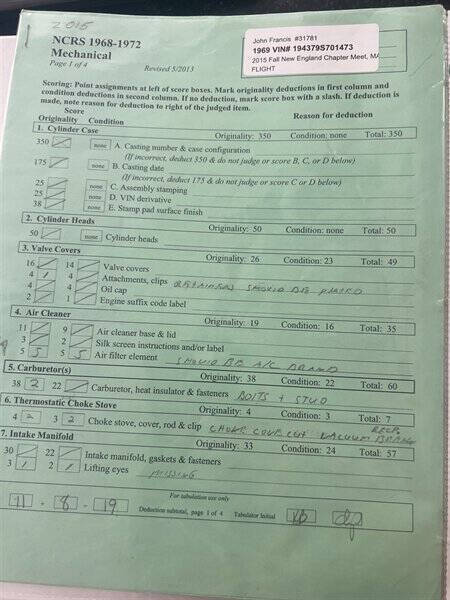 2015
NCRS 1968-1972
Mechanical
Page 1 of 4
Revised 5/2013
John Francis #31781
1969 VIN# 194379S701473
2015 Fall New England Chapter Meet, MA
FLIGHT
Scoring: Point assignments at left of score boxes. Mark originality deductions in first column and
condition deductions in second column. If no deduction, mark score box with a slash. If deduction is
made, note reason for deduction to right of the judged item.
Score
Originality Condition Reason for deduction
1. Cylinder Case Originality: 350 Condition: none Total: 350
350 none A. Casting number & case configuration
(If incorrect, deduct 350 & do not judge or score B, C, or D below)
175 none B. Casting date
(If incorrect, deduct 175 & do not judge or score C or D below)
25 none C. Assembly stamping
25 none D. VIN derivative
38 none E. Stamp pad surface finish
2. Cylinder Heads Originality: 50 Condition: none Total: 50
50 none Cylinder heads
3. Valve Covers Originality: 26 Condition: 23 Total: 49
16 14 Valve covers
4 1 4 Attachments, clips RETAINERS SHOULD BE PLATED
4 4 Oil cap
2 1 Engine suffix code label
4. Air Cleaner Originality: 19 Condition: 16 Total: 35
11 9 Air cleaner base & lid
3 2 Silk screen instructions and/or label
5 5 5 5 Air filter element SHOULD BE A/C BRAND
5. Carburetor(s) Originality: 38 Condition: 22 Total: 60
38 2 22 Carburetor, heat insulator & fasteners BOLTS + STUD
6. Thermostatic Choke Stove Originality: 4 Condition: 3 Total: 7
4 2 3 2 Choke stove, cover, rod & clip CHOKE COVER CUT VACUUM
7. Intake Manifold Originality: 33 Condition: 24 Total: 57
30 22 Intake manifold, gaskets & fasteners
3 1 2 1 Lifting eyes MISSING
For tabulation use only
11 - 8 - 19 Deduction subtotal, page 1 of 4 Tabulator Initial